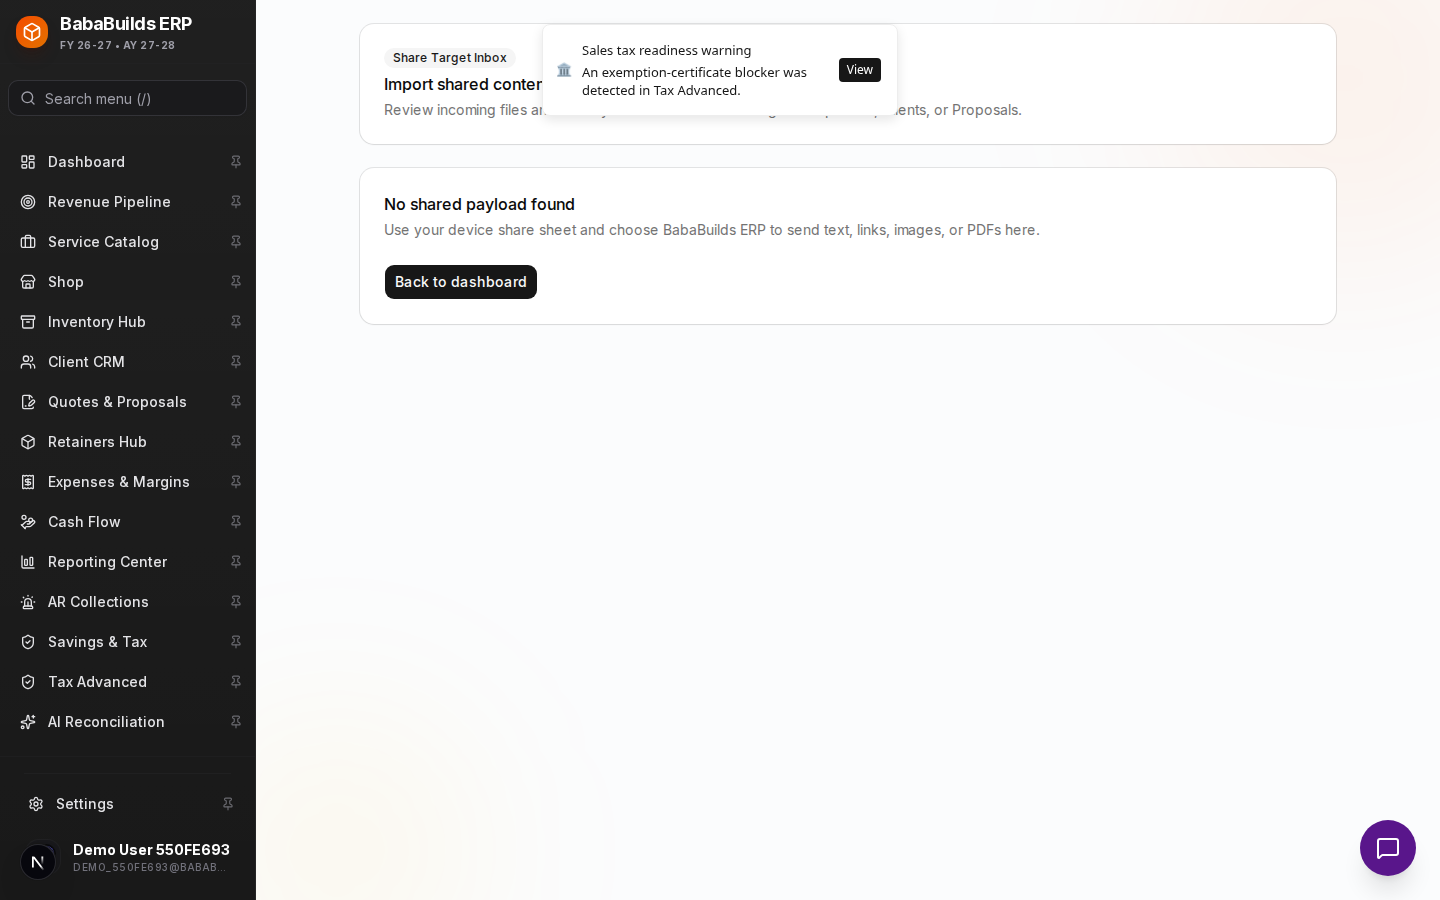 BabaBuilds ERP
FY 26-27 • AY 27-28
Search menu (/)
Dashboard
Revenue Pipeline
Service Catalog
Shop
Inventory Hub
Client CRM
Quotes & Proposals
Retainers Hub
Expenses & Margins
Cash Flow
Reporting Center
AR Collections
Savings & Tax
Tax Advanced
AI Reconciliation
Settings
Demo User 550FE693
DEMO_550FE693@BABAB...
Share Target Inbox
Import shared
Review incoming files or Proposals.
Sales tax readiness warning
An exemption-certificate blocker was
detected in Tax Advanced.
View
No shared payload found
Use your device share sheet and choose BabaBuilds ERP to send text, links, images, or PDFs here.
Back to dashboard